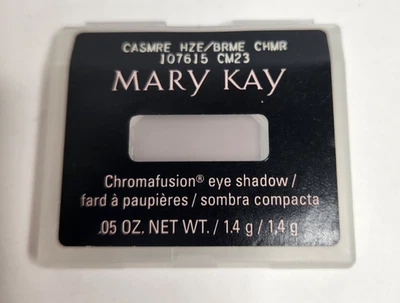 CASMRE HZE/BRME CHMR
107615 CM23
MARY KAY
Chromafusion® eye shadow /
fard à paupières / sombra compacta
.05 OZ. NET WT. / 1.4 g / 1.4 g